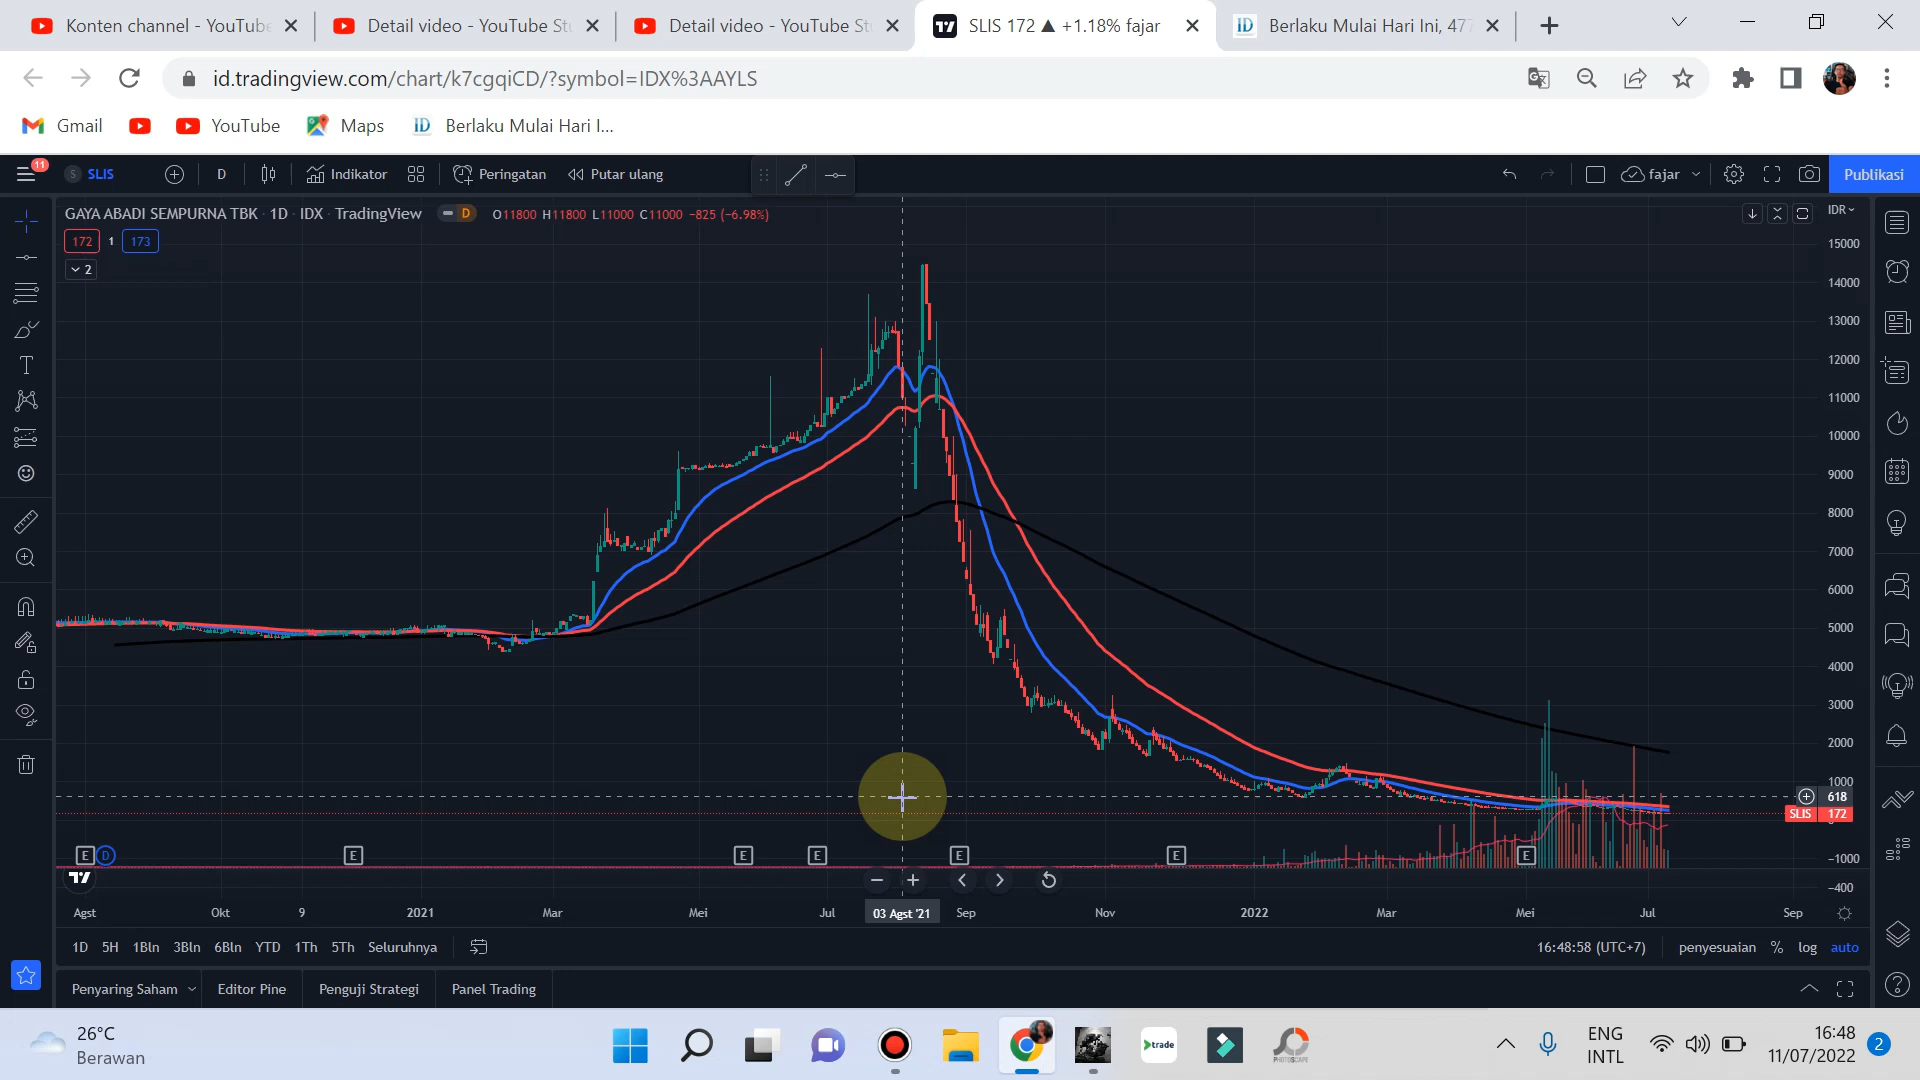 Konten channel - YouTube
Detail video - YouTube Stu
Detail video - YouTube Stu
SLIS 172 ▲ +1.18% fajar
Berlaku Mulai Hari Ini, 477
id.tradingview.com/chart/k7cgqiCD/?symbol=IDX%3AAYLS
Gmail
YouTube
Maps
Berlaku Mulai Hari I...
11
S SLIS
D
Indikator
Peringatan
Putar ulang
fajar
Publikasi
GAYA ABADI SEMPURNA TBK · 1D · IDX · TradingView
D
O11800 H11800 L11000 C11000 −825 (−6.98%)
IDR
172 1 173
2
15000
14000
13000
12000
11000
10000
9000
8000
7000
6000
5000
4000
3000
2000
1000
618
SLIS 172
−1000
−400
E D E E E E E E
Agst Okt 9 2021 Mar Mei Jul 03 Agst '21 Sep Nov 2022 Mar Mei Jul Sep
1D 5H 1Bln 3Bln 6Bln YTD 1Th 5Th Seluruhnya
16:48:58 (UTC+7) penyesuaian % log auto
Penyaring Saham
Editor Pine
Penguji Strategi
Panel Trading
26°C
Berawan
trade
PHOTOSCAPE
ENG
INTL
16:48
11/07/2022
2